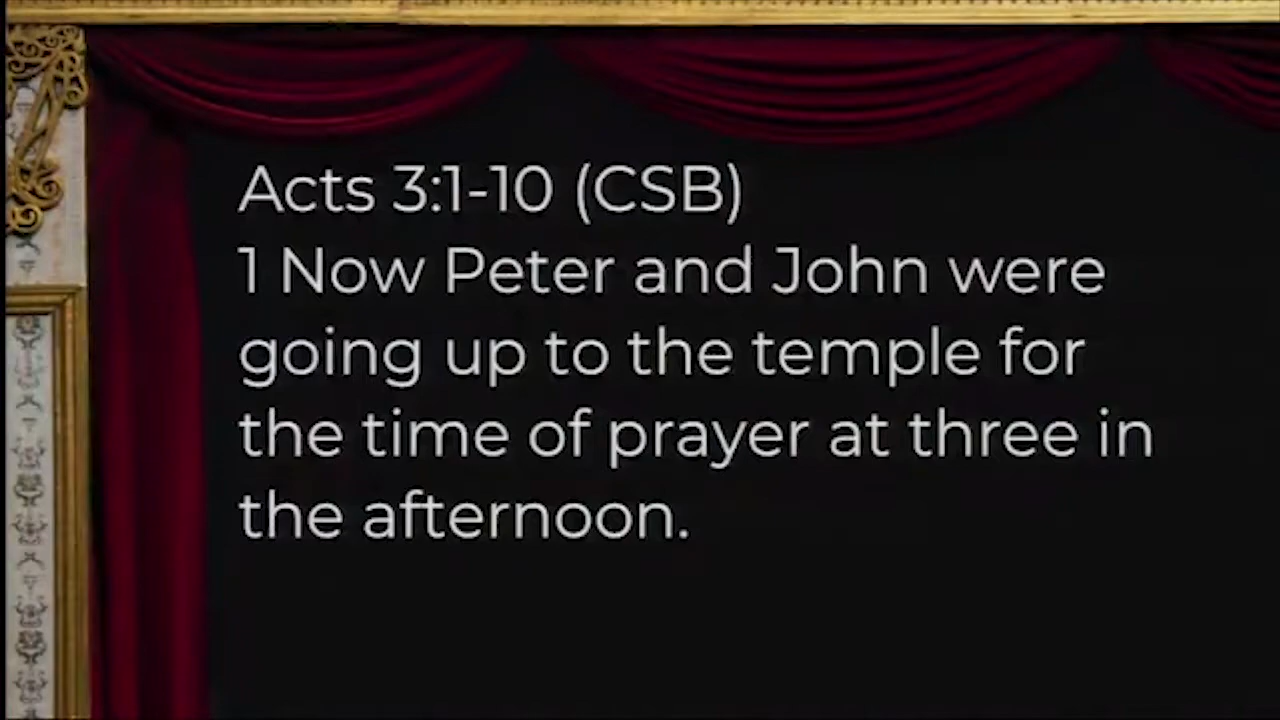 Acts 3:1-10 (CSB)
1 Now Peter and John were
going up to the temple for
the time of prayer at three in
the afternoon.